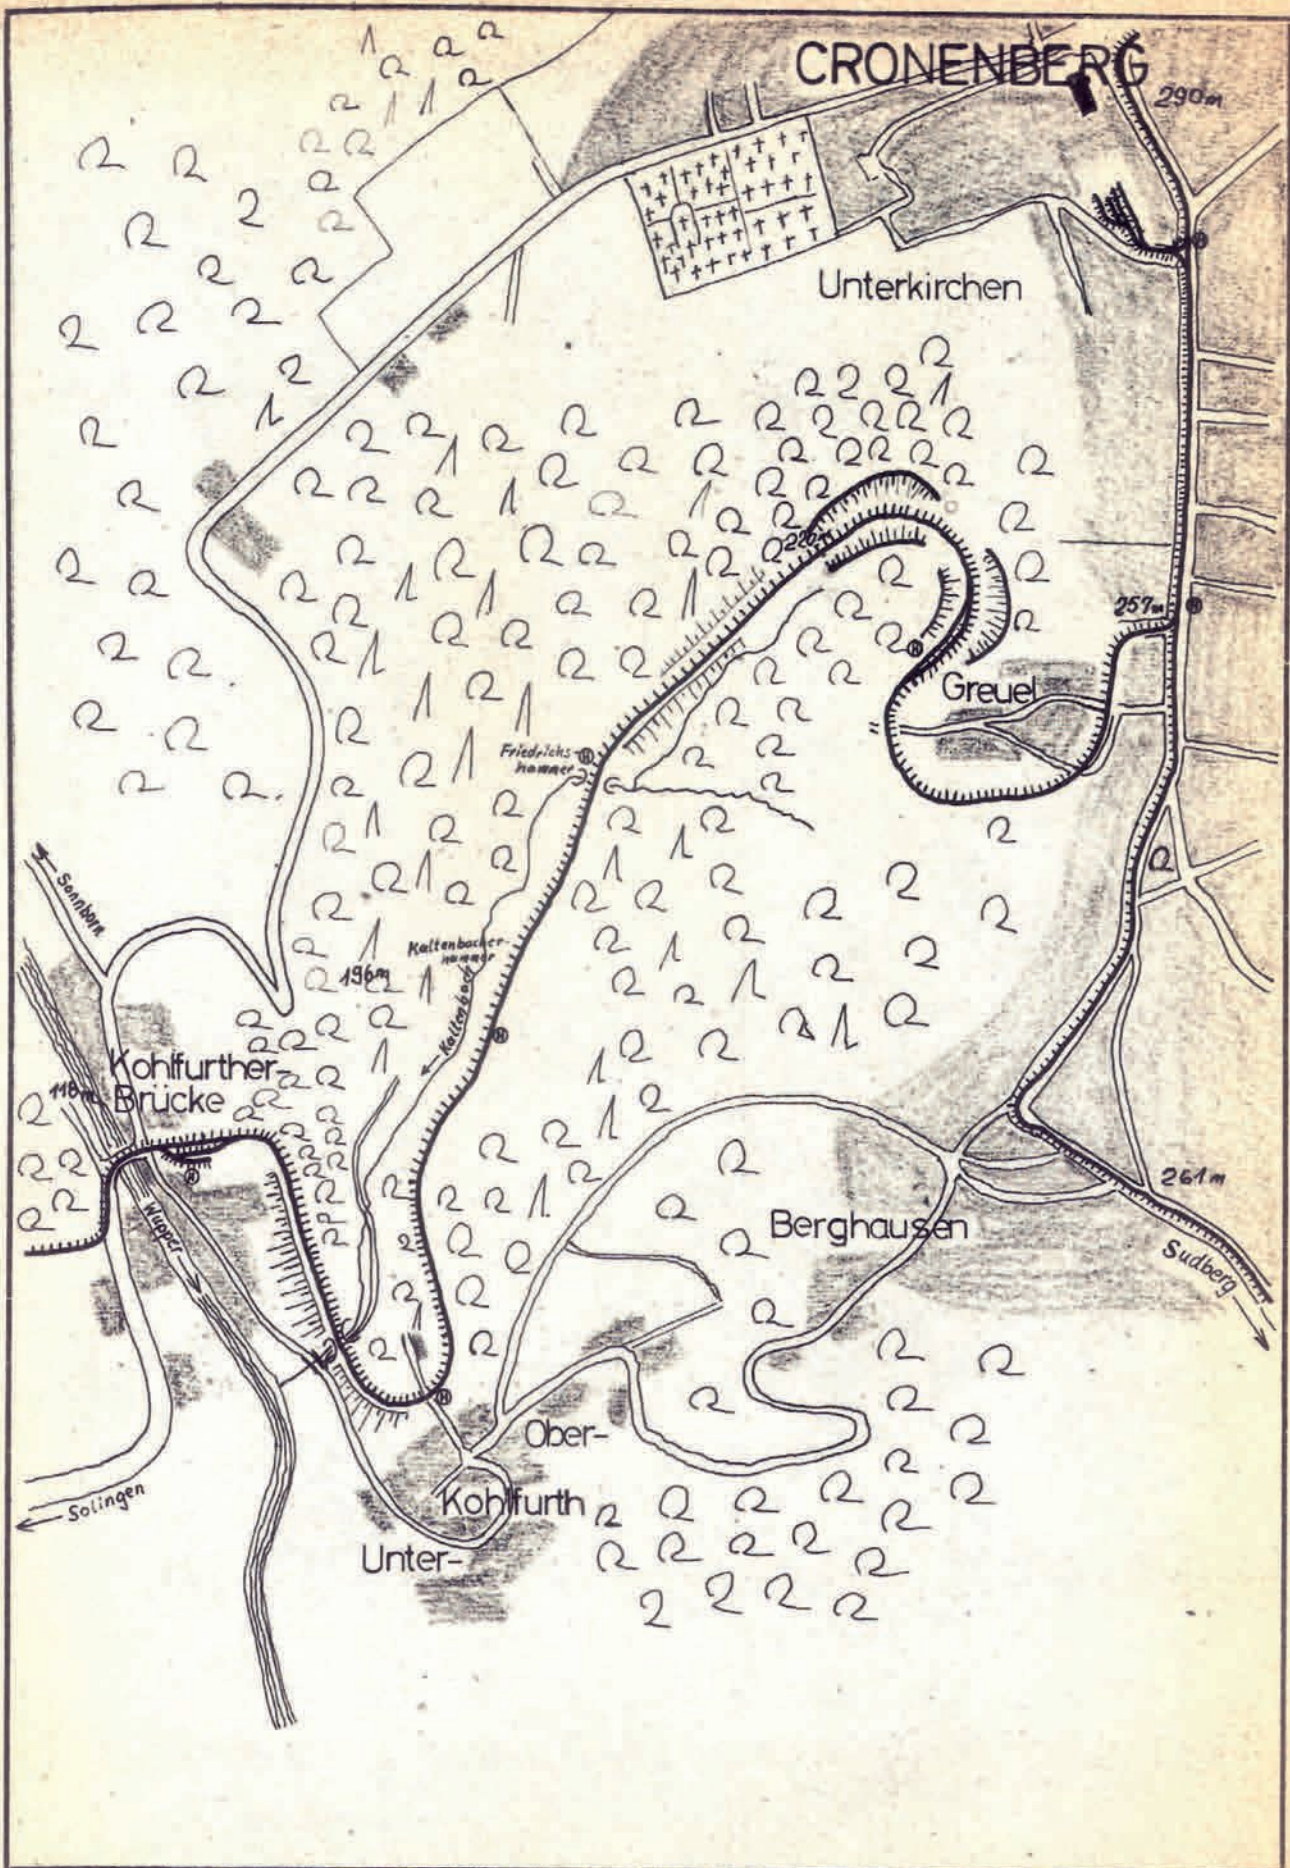 CRONENBERG
290m
Ⓗ
Unterkirchen
220m
257m
Ⓗ
Ⓗ
Greuel
Friedrichs-
hammer
Ⓗ
Sonnborn
Kaltenbacher-
hammer
196m
Kaltenbach
Ⓗ
Kohlfurther-
Brücke
118m
Ⓗ
Wupper
261m
Berghausen
Sudberg
Ⓗ
Ober-
Kohlfurth
Unter-
Solingen